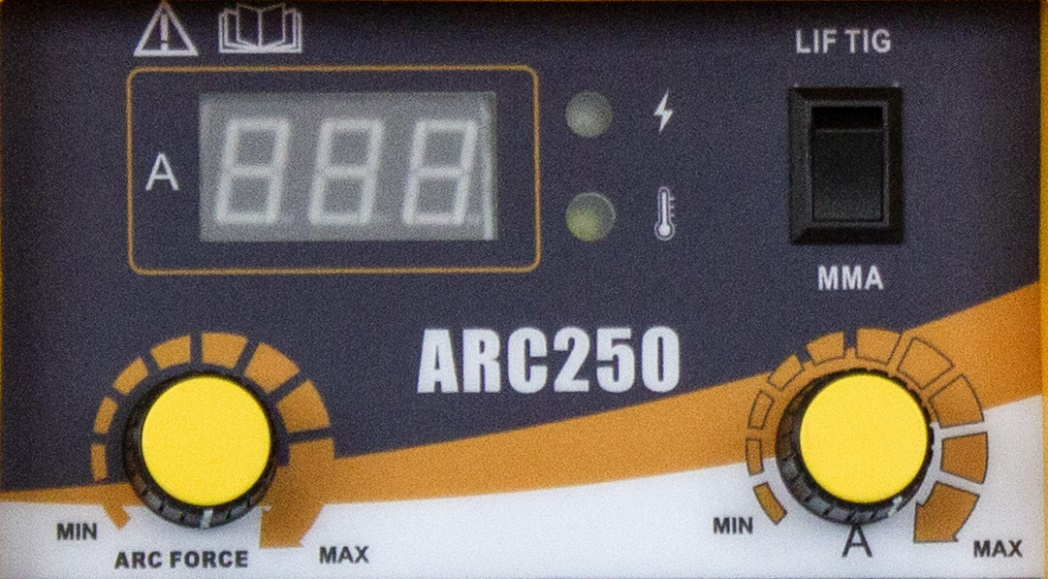 LIF TIG
A
888
MMA
ARC250
MIN
ARC FORCE
MAX
MIN
A
MAX